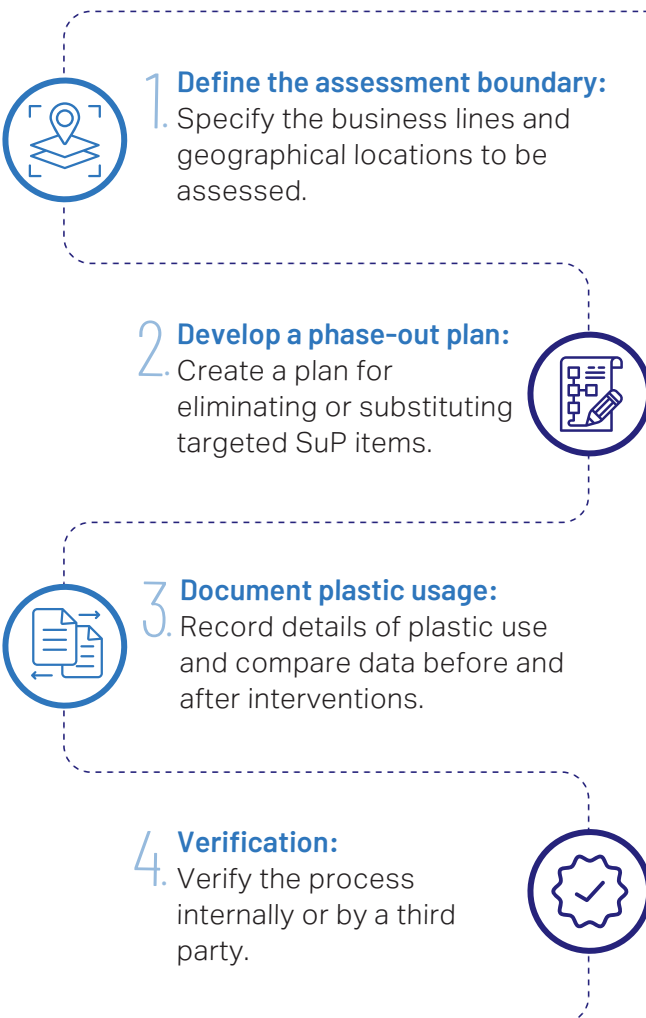 1. Define the assessment boundary:
Specify the business lines and
geographical locations to be
assessed.
2. Develop a phase-out plan:
Create a plan for
eliminating or substituting
targeted SuP items.
3. Document plastic usage:
Record details of plastic use
and compare data before and
after interventions.
4. Verification:
Verify the process
internally or by a third
party.